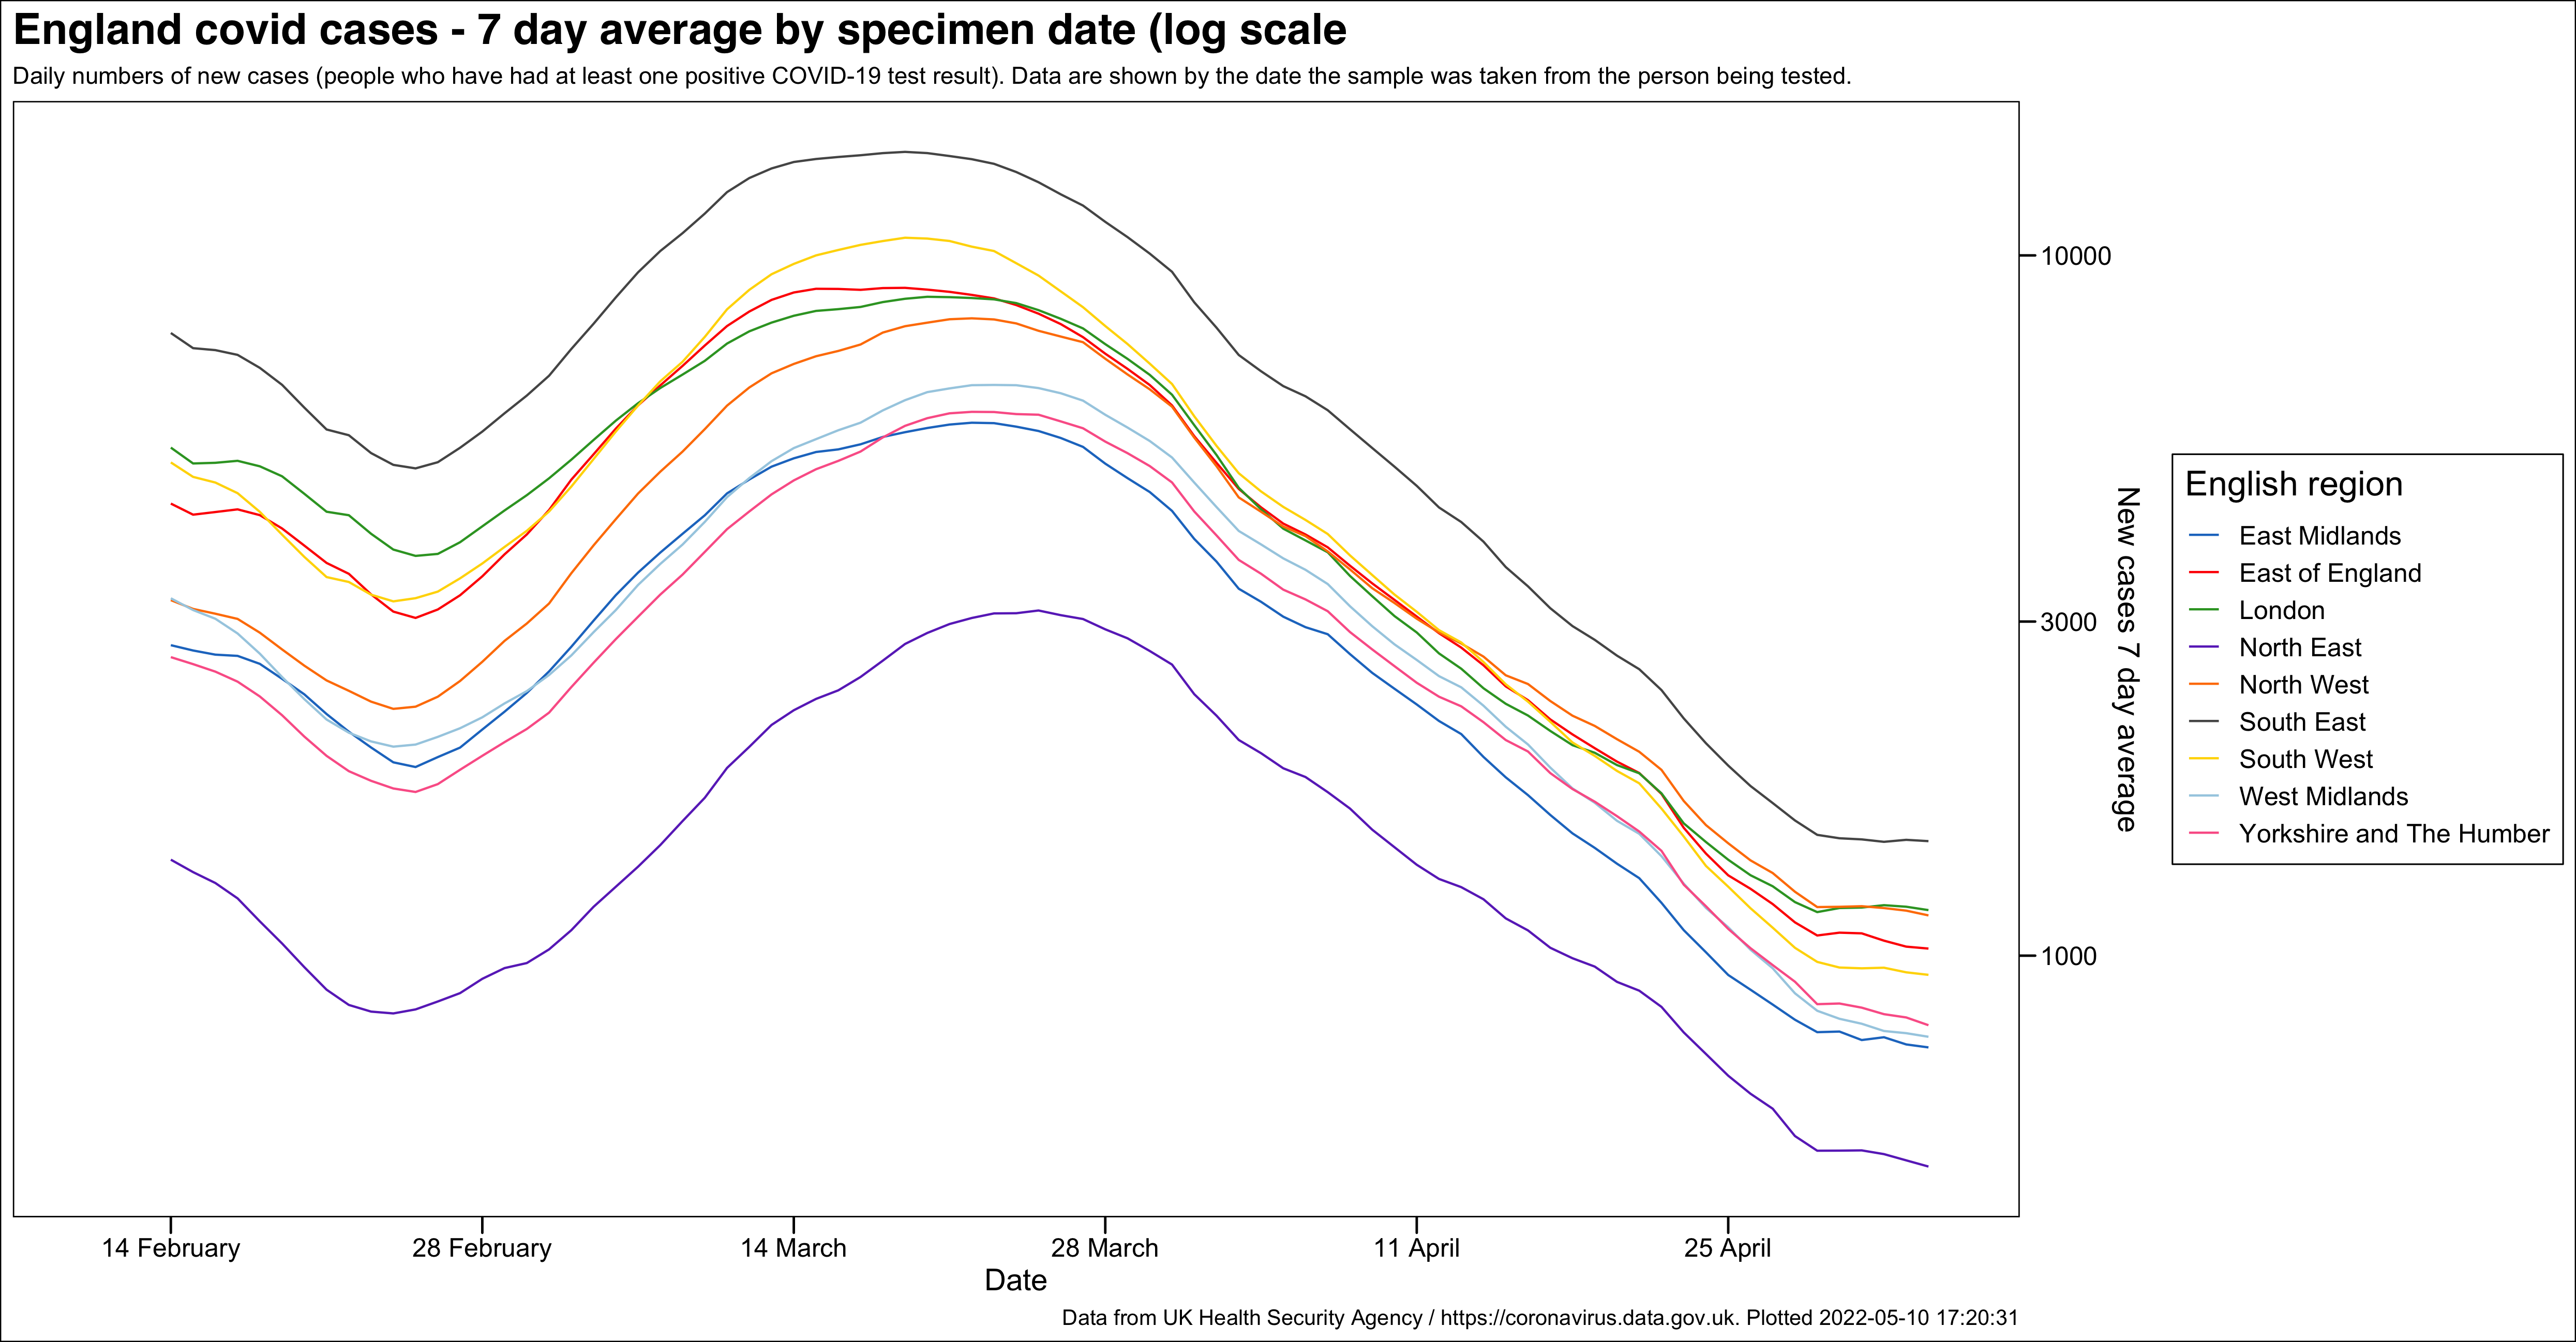 England covid cases - 7 day average by specimen date (log scale
Daily numbers of new cases (people who have had at least one positive COVID-19 test result). Data are shown by the date the sample was taken from the person being tested.
10000
3000
1000
New cases 7 day average
English region
East Midlands
East of England
London
North East
North West
South East
South West
West Midlands
Yorkshire and The Humber
14 February
28 February
14 March
28 March
11 April
25 April
Date
Data from UK Health Security Agency / https://coronavirus.data.gov.uk. Plotted 2022-05-10 17:20:31